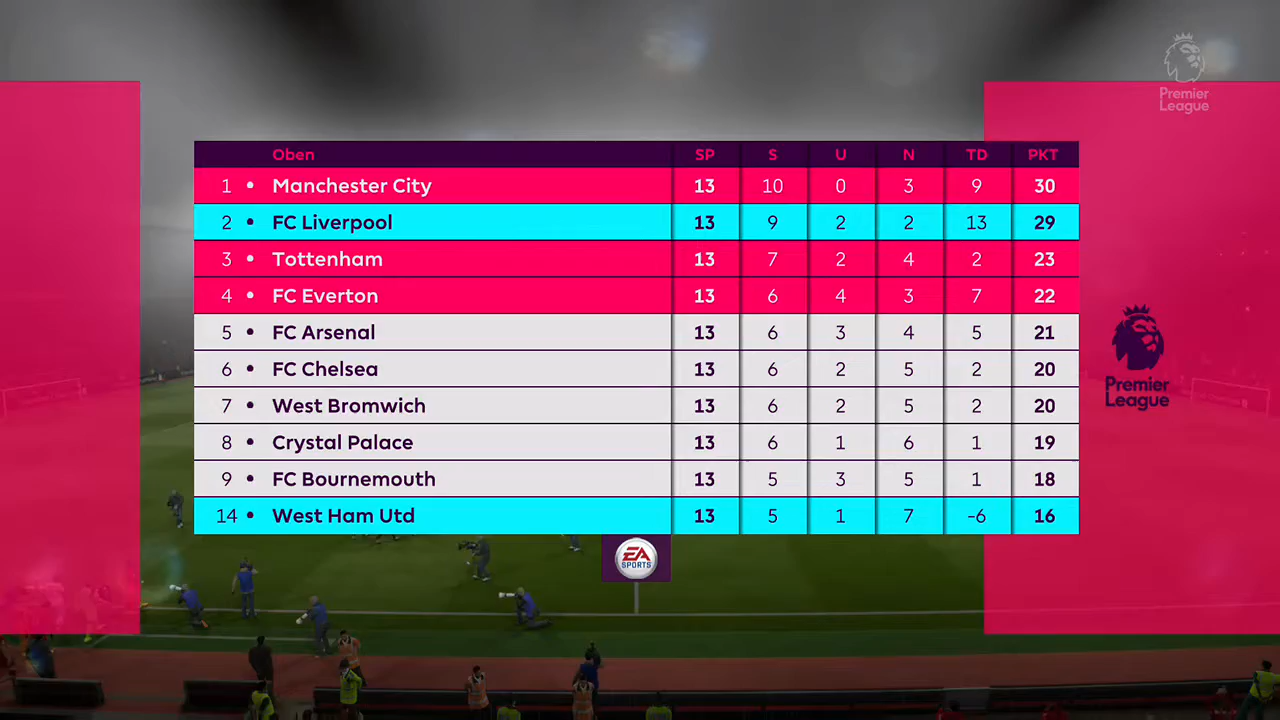 Premier
League
Oben SP S U N TD PKT
1 • Manchester City 13 10 0 3 9 30
2 • FC Liverpool 13 9 2 2 13 29
3 • Tottenham 13 7 2 4 2 23
4 • FC Everton 13 6 4 3 7 22
5 • FC Arsenal 13 6 3 4 5 21
6 • FC Chelsea 13 6 2 5 2 20
7 • West Bromwich 13 6 2 5 2 20
8 • Crystal Palace 13 6 1 6 1 19
9 • FC Bournemouth 13 5 3 5 1 18
14 • West Ham Utd 13 5 1 7 -6 16
Premier
League
EA
SPORTS